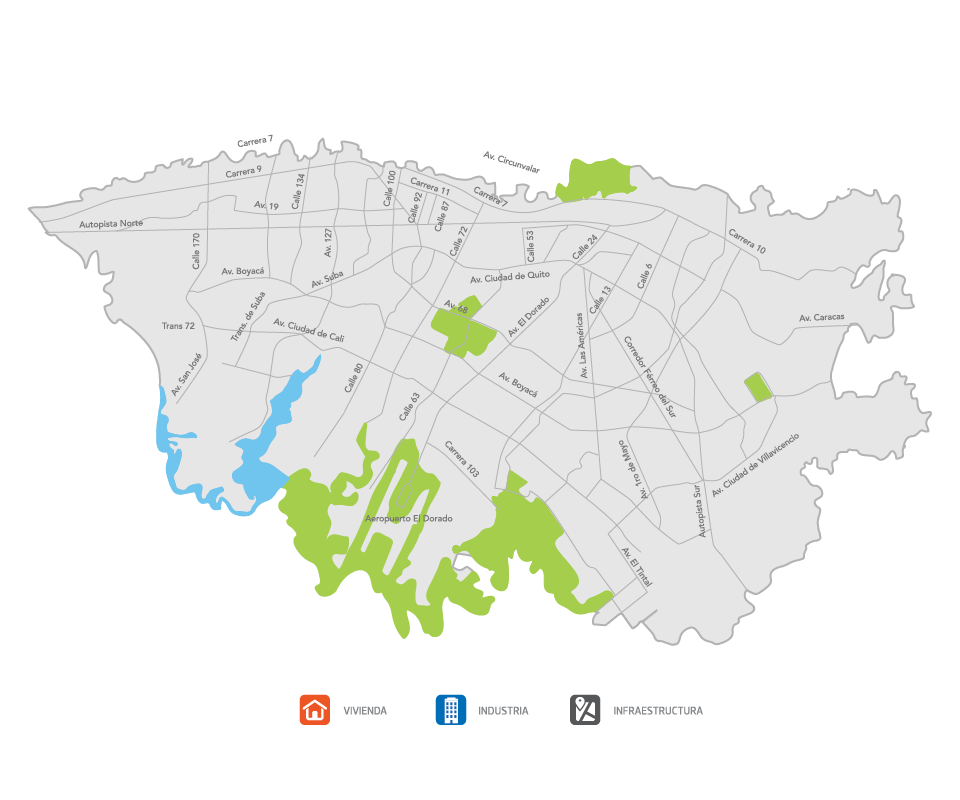 Carrera 7
Av. Circunvalar
Carrera 9
Calle 100
Carrera 11
Calle 134
Carrera 7
Av. 19
Calle 92
Calle 87
Autopista Norte
Calle 170
Av. 127
Calle 72
Calle 53
Calle 24
Carrera 10
Av. Boyacá
Av. Suba
Av. Ciudad de Quito
Calle 6
Trans. de Suba
Av. 68
Calle 13
Av. El Dorado
Av. Caracas
Trans 72
Av. Ciudad de Cali
Av. Las Américas
Av. San José
Calle 80
Av. Boyacá
Corredor Férreo del Sur
Calle 63
Carrera 103
Av. 1ro de Mayo
Av. Ciudad de Villavicencio
Autopista Sur
Aeropuerto El Dorado
Av. El Tintal
VIVIENDA
INDUSTRIA
INFRAESTRUCTURA